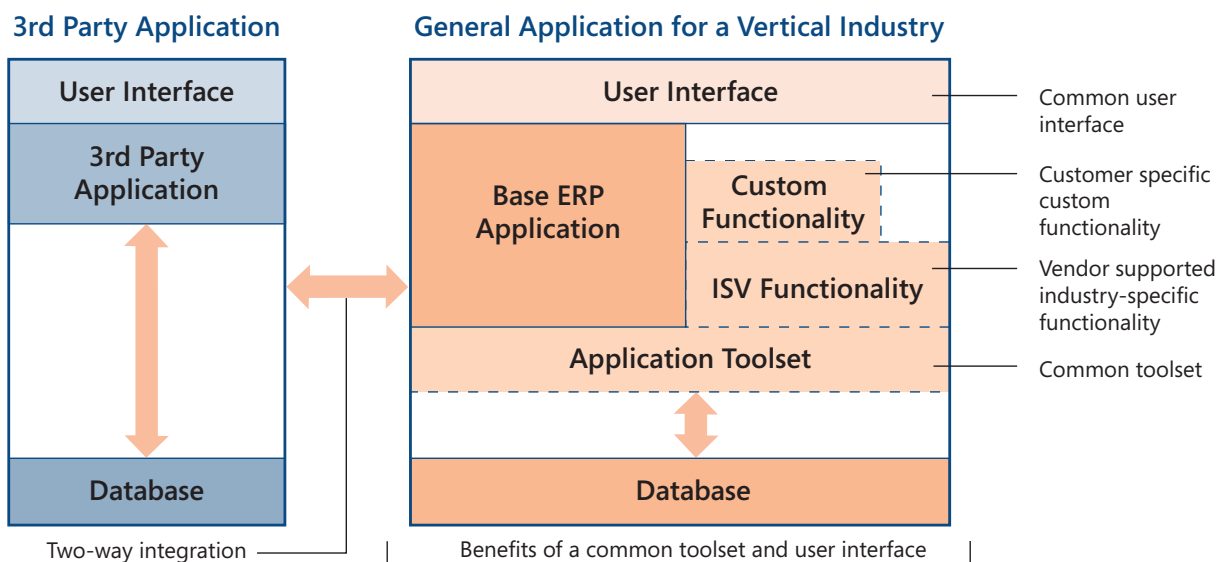 3rd Party Application
User Interface
3rd Party
Application
Database
Two-way integration
General Application for a Vertical Industry
User Interface
Base ERP
Application
Custom
Functionality
ISV Functionality
Application Toolset
Database
Benefits of a common toolset and user interface
Common user
interface
Customer specific
custom
functionality
Vendor supported
industry-specific
functionality
Common toolset